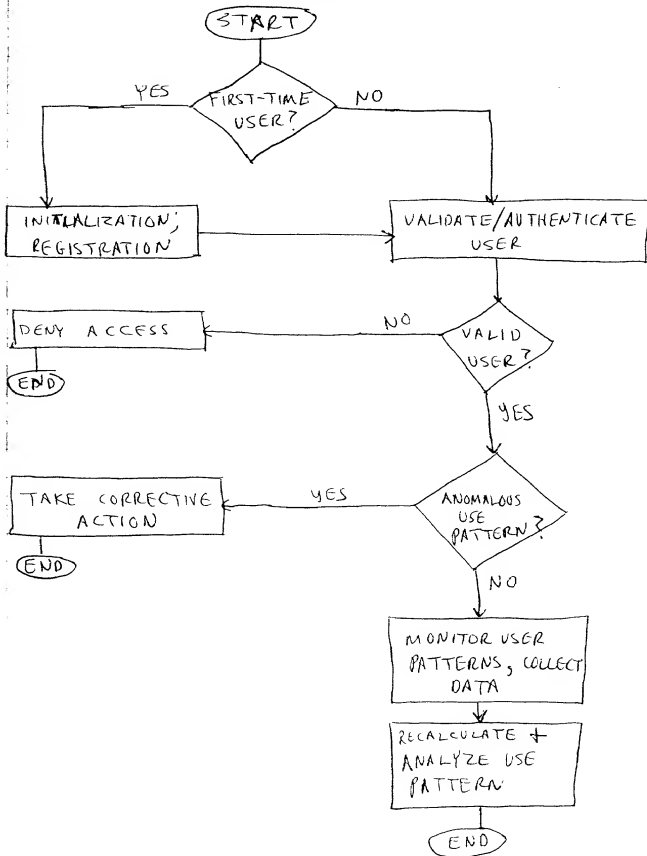 START
FIRST-TIME
USER?
YES
NO
INITIALIZATION;
REGISTRATION
VALIDATE/AUTHENTICATE
USER
VALID
USER?
NO
DENY ACCESS
END
YES
ANOMALOUS
USE
PATTERN?
YES
TAKE CORRECTIVE
ACTION
END
NO
MONITOR USER
PATTERNS, COLLECT
DATA
RECALCULATE +
ANALYZE USE
PATTERN
END